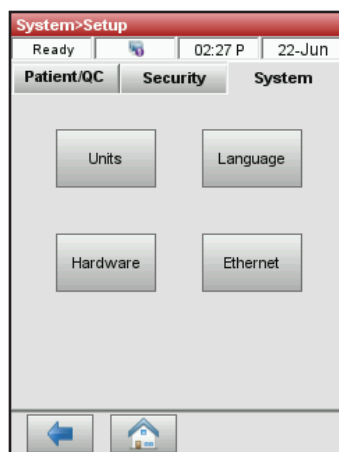 System>Setup
Ready 02:27 P 22-Jun
Patient/QC Security System
Units Language
Hardware Ethernet